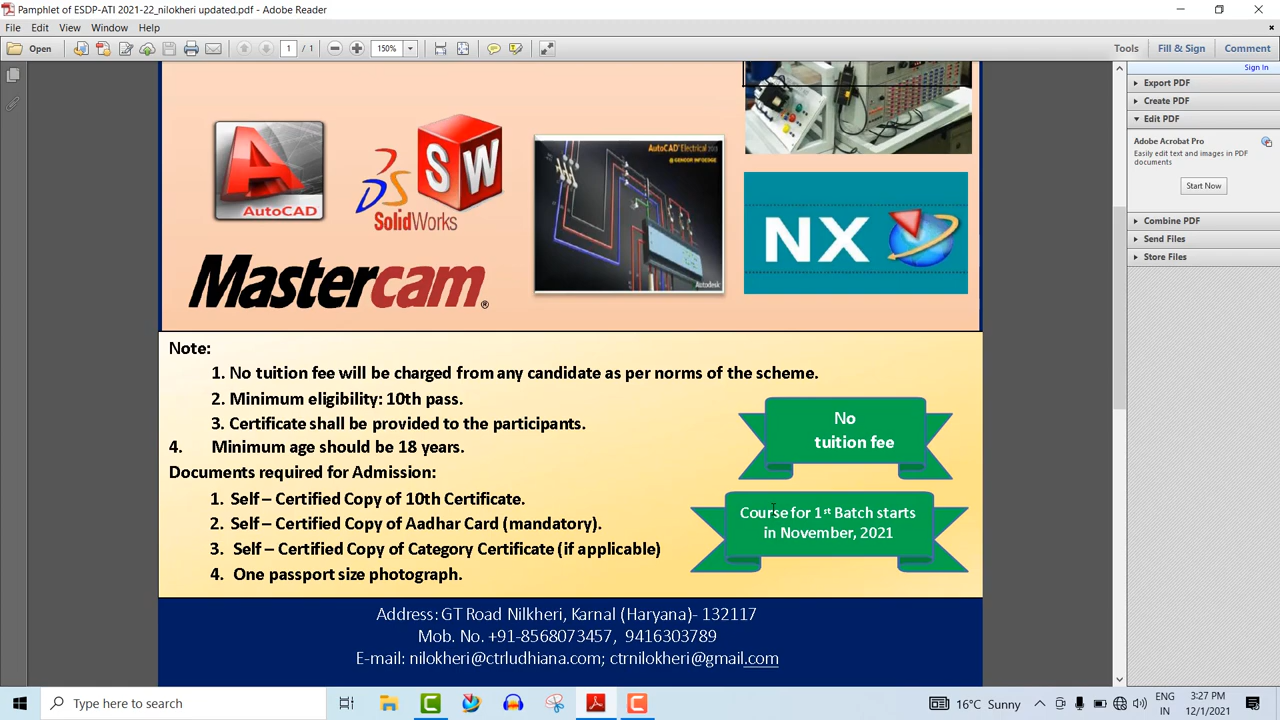 Pamphlet of ESDP-ATI 2021-22_nilokheri updated.pdf - Adobe Reader
File Edit View Window Help
Open 1 / 1 150% Tools Fill & Sign Comment
Sign In
Export PDF
Create PDF
Edit PDF
Adobe Acrobat Pro
Easily edit text and images in PDF
documents
Start Now
Combine PDF
Send Files
Store Files
A
AutoCAD
SW
DS
SolidWorks
Mastercam®
AutoCAD Electrical
Autodesk
NX
Note:
1. No tuition fee will be charged from any candidate as per norms of the scheme.
2. Minimum eligibility: 10th pass.
3. Certificate shall be provided to the participants.
4. Minimum age should be 18 years.
Documents required for Admission:
1. Self – Certified Copy of 10th Certificate.
2. Self – Certified Copy of Aadhar Card (mandatory).
3. Self – Certified Copy of Category Certificate (if applicable)
4. One passport size photograph.
No
tuition fee
Course for 1st Batch starts
in November, 2021
Address: GT Road Nilkheri, Karnal (Haryana)- 132117
Mob. No. +91-8568073457, 9416303789
E-mail: nilokheri@ctrludhiana.com; ctrnilokheri@gmail.com
Type here to search
16°C Sunny
ENG
IN
3:27 PM
12/1/2021